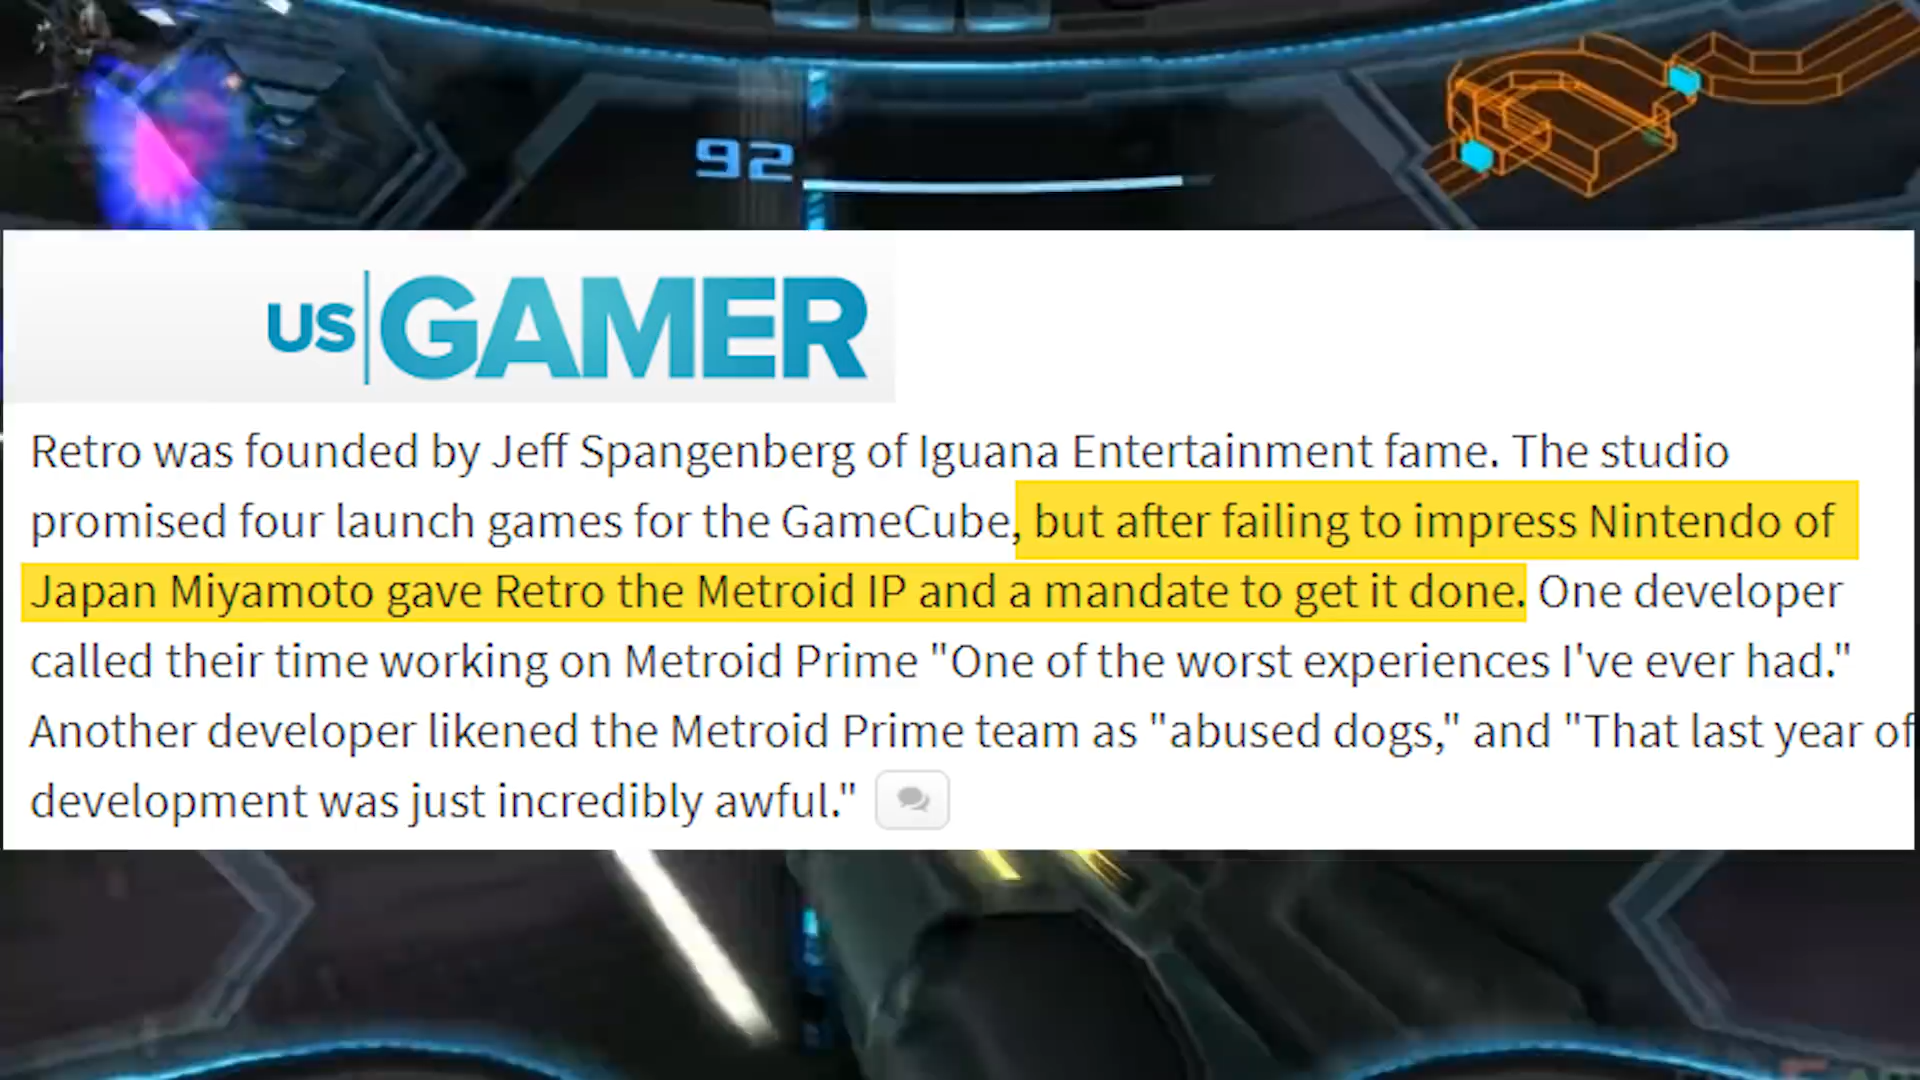 92
US GAMER
Retro was founded by Jeff Spangenberg of Iguana Entertainment fame. The studio
promised four launch games for the GameCube, but after failing to impress Nintendo of
Japan Miyamoto gave Retro the Metroid IP and a mandate to get it done. One developer
called their time working on Metroid Prime "One of the worst experiences I've ever had."
Another developer likened the Metroid Prime team as "abused dogs," and "That last year of
development was just incredibly awful."